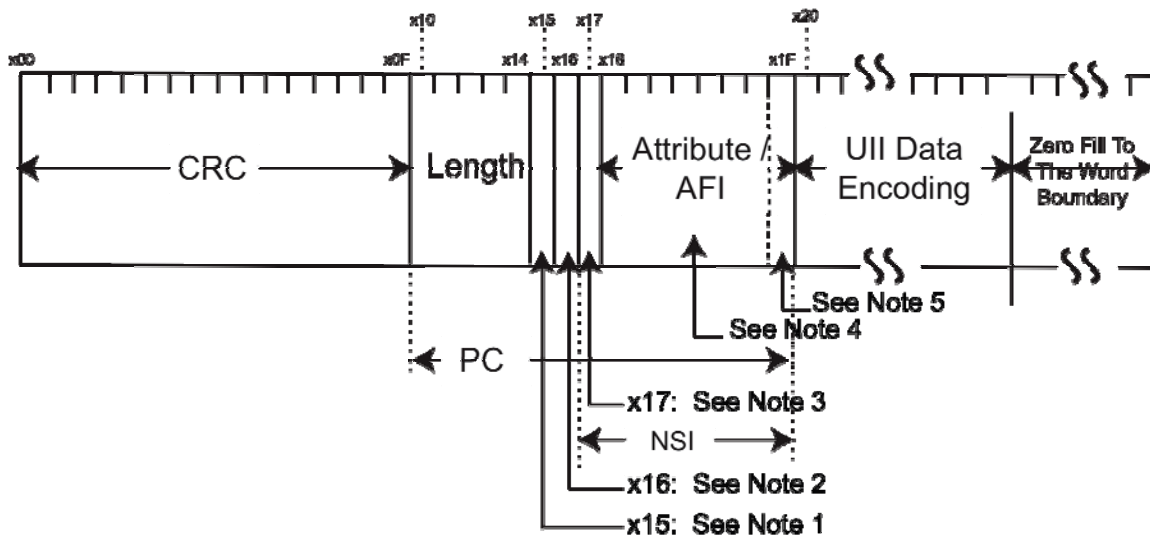 x10 x15 x17 x20
x00 x0F x14 x16 x18 x1F
CRC
Length
Attribute /
AFI
UII Data
Encoding
Zero Fill To
The Word
Boundary
See Note 5
See Note 4
PC
x17: See Note 3
NSI
x16: See Note 2
x15: See Note 1